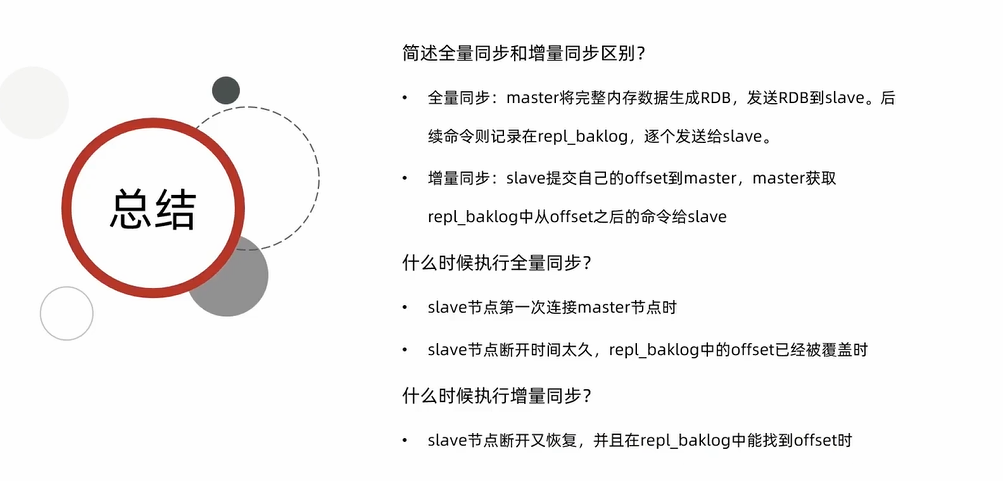 总结
简述全量同步和增量同步区别？
• 全量同步：master将完整内存数据生成RDB，发送RDB到slave。后
续命令则记录在repl_baklog，逐个发送给slave。
• 增量同步：slave提交自己的offset到master，master获取
repl_baklog中从offset之后的命令给slave
什么时候执行全量同步？
• slave节点第一次连接master节点时
• slave节点断开时间太久，repl_baklog中的offset已经被覆盖时
什么时候执行增量同步？
• slave节点断开又恢复，并且在repl_baklog中能找到offset时